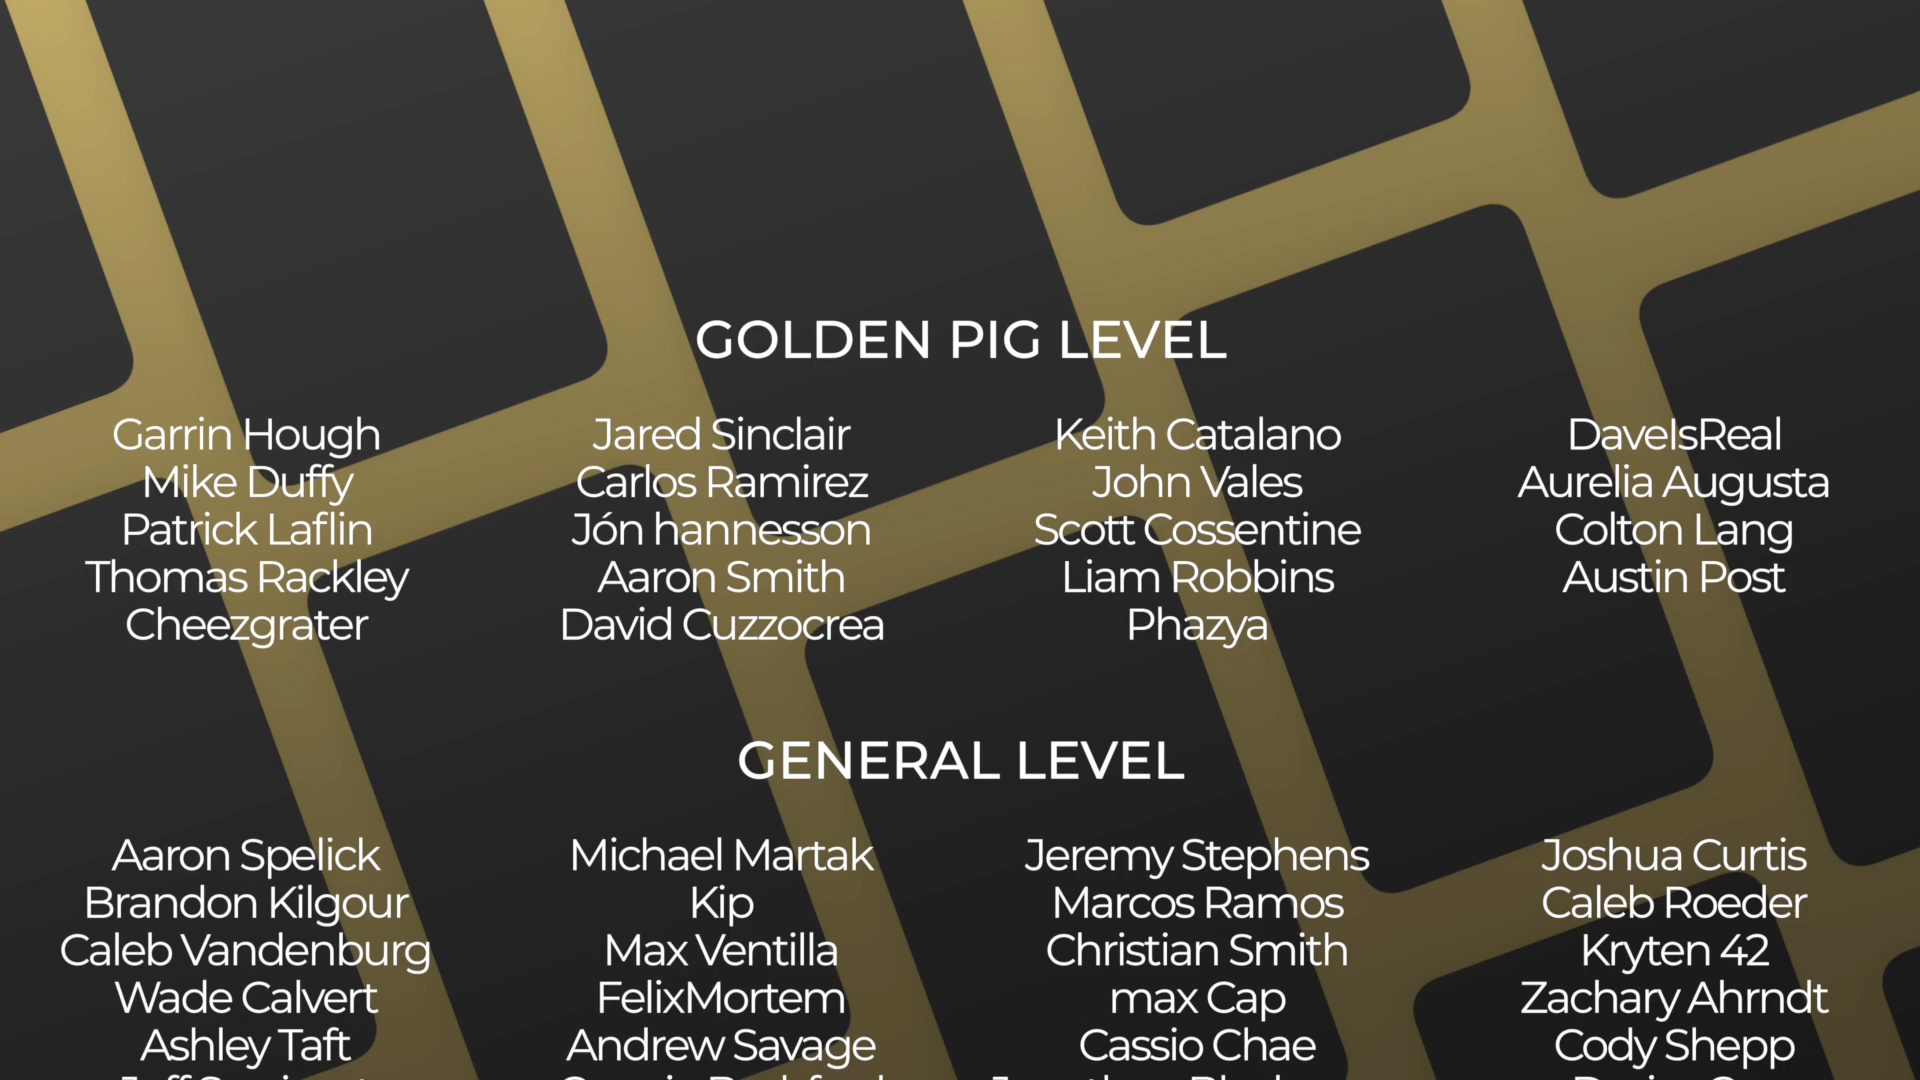 GOLDEN PIG LEVEL
Garrin Hough
Mike Duffy
Patrick Laflin
Thomas Rackley
Cheezgrater
Jared Sinclair
Carlos Ramirez
Jón hannesson
Aaron Smith
David Cuzzocrea
Keith Catalano
John Vales
Scott Cossentine
Liam Robbins
Phazya
DaveIsReal
Aurelia Augusta
Colton Lang
Austin Post
GENERAL LEVEL
Aaron Spelick
Brandon Kilgour
Caleb Vandenburg
Wade Calvert
Ashley Taft
Michael Martak
Kip
Max Ventilla
FelixMortem
Andrew Savage
Jeremy Stephens
Marcos Ramos
Christian Smith
max Cap
Cassio Chae
Joshua Curtis
Caleb Roeder
Kryten 42
Zachary Ahrndt
Cody Shepp